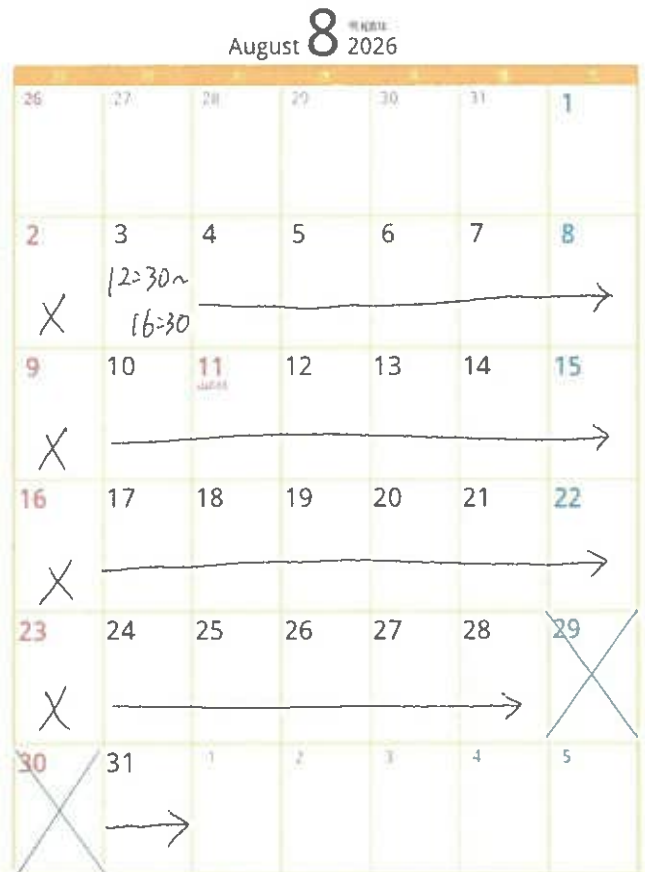 August 8 2026
26 27 28 29 30 31 1
2 3 4 5 6 7 8
12:30~
X 16:30
9 10 11 12 13 14 15
X
16 17 18 19 20 21 22
X
23 24 25 26 27 28 29
X
30 31 1 2 3 4 5